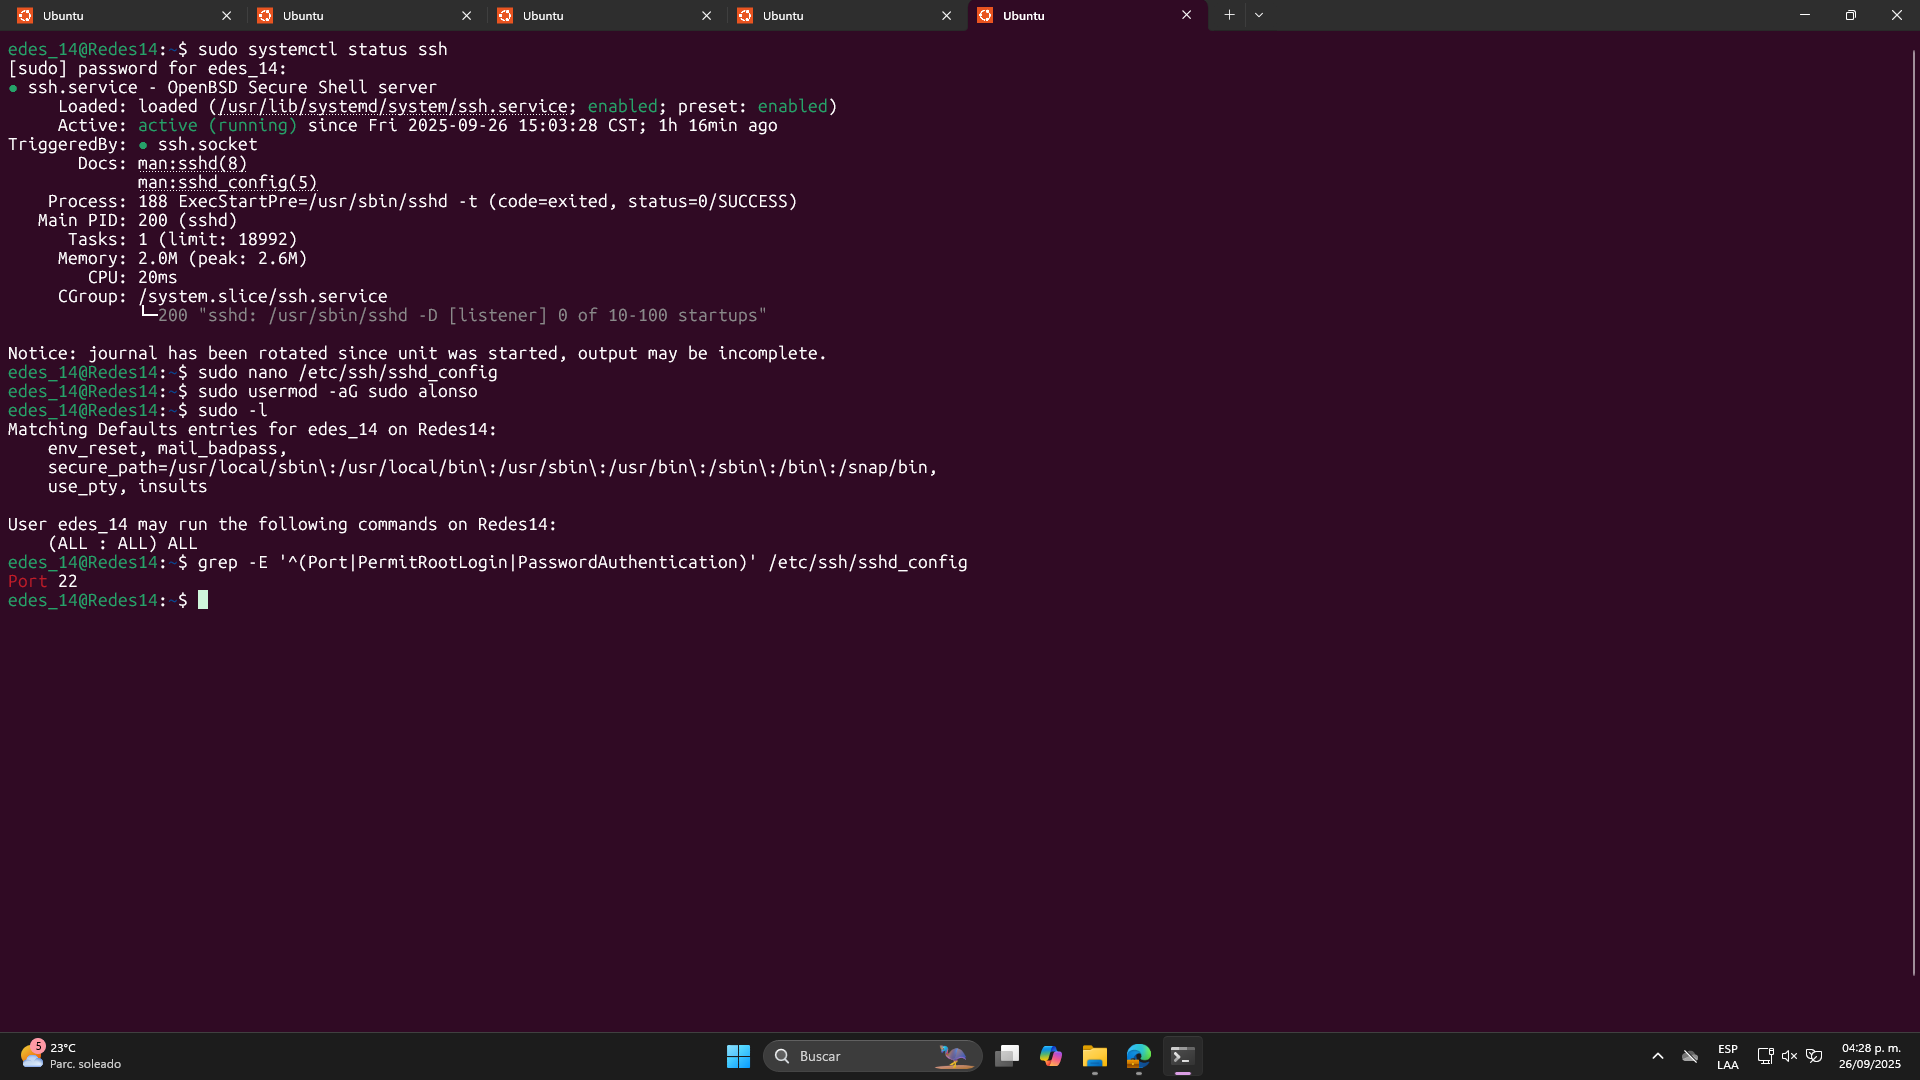 Ubuntu
Ubuntu
Ubuntu
Ubuntu
Ubuntu
edes_14@Redes14:~$ sudo systemctl status ssh
[sudo] password for edes_14:
● ssh.service - OpenBSD Secure Shell server
     Loaded: loaded (/usr/lib/systemd/system/ssh.service; enabled; preset: enabled)
     Active: active (running) since Fri 2025-09-26 15:03:28 CST; 1h 16min ago
TriggeredBy: ● ssh.socket
       Docs: man:sshd(8)
             man:sshd_config(5)
    Process: 188 ExecStartPre=/usr/sbin/sshd -t (code=exited, status=0/SUCCESS)
   Main PID: 200 (sshd)
      Tasks: 1 (limit: 18992)
     Memory: 2.0M (peak: 2.6M)
        CPU: 20ms
     CGroup: /system.slice/ssh.service
             └─200 "sshd: /usr/sbin/sshd -D [listener] 0 of 10-100 startups"

Notice: journal has been rotated since unit was started, output may be incomplete.
edes_14@Redes14:~$ sudo nano /etc/ssh/sshd_config
edes_14@Redes14:~$ sudo usermod -aG sudo alonso
edes_14@Redes14:~$ sudo -l
Matching Defaults entries for edes_14 on Redes14:
    env_reset, mail_badpass,
    secure_path=/usr/local/sbin\:/usr/local/bin\:/usr/sbin\:/usr/bin\:/sbin\:/bin\:/snap/bin,
    use_pty, insults

User edes_14 may run the following commands on Redes14:
    (ALL : ALL) ALL
edes_14@Redes14:~$ grep -E '^(Port|PermitRootLogin|PasswordAuthentication)' /etc/ssh/sshd_config
Port 22
edes_14@Redes14:~$
5
23°C
Parc. soleado
Buscar
ESP
LAA
04:28 p. m.
26/09/2025